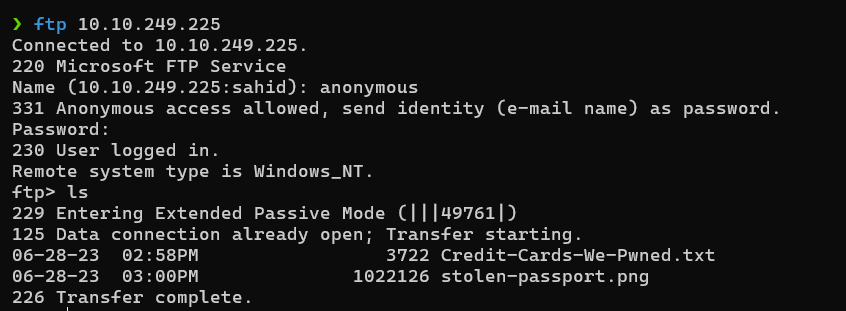 ❯ ftp 10.10.249.225
Connected to 10.10.249.225.
220 Microsoft FTP Service
Name (10.10.249.225:sahid): anonymous
331 Anonymous access allowed, send identity (e-mail name) as password.
Password:
230 User logged in.
Remote system type is Windows_NT.
ftp> ls
229 Entering Extended Passive Mode (|||49761|)
125 Data connection already open; Transfer starting.
06-28-23  02:58PM                 3722 Credit-Cards-We-Pwned.txt
06-28-23  03:00PM              1022126 stolen-passport.png
226 Transfer complete.